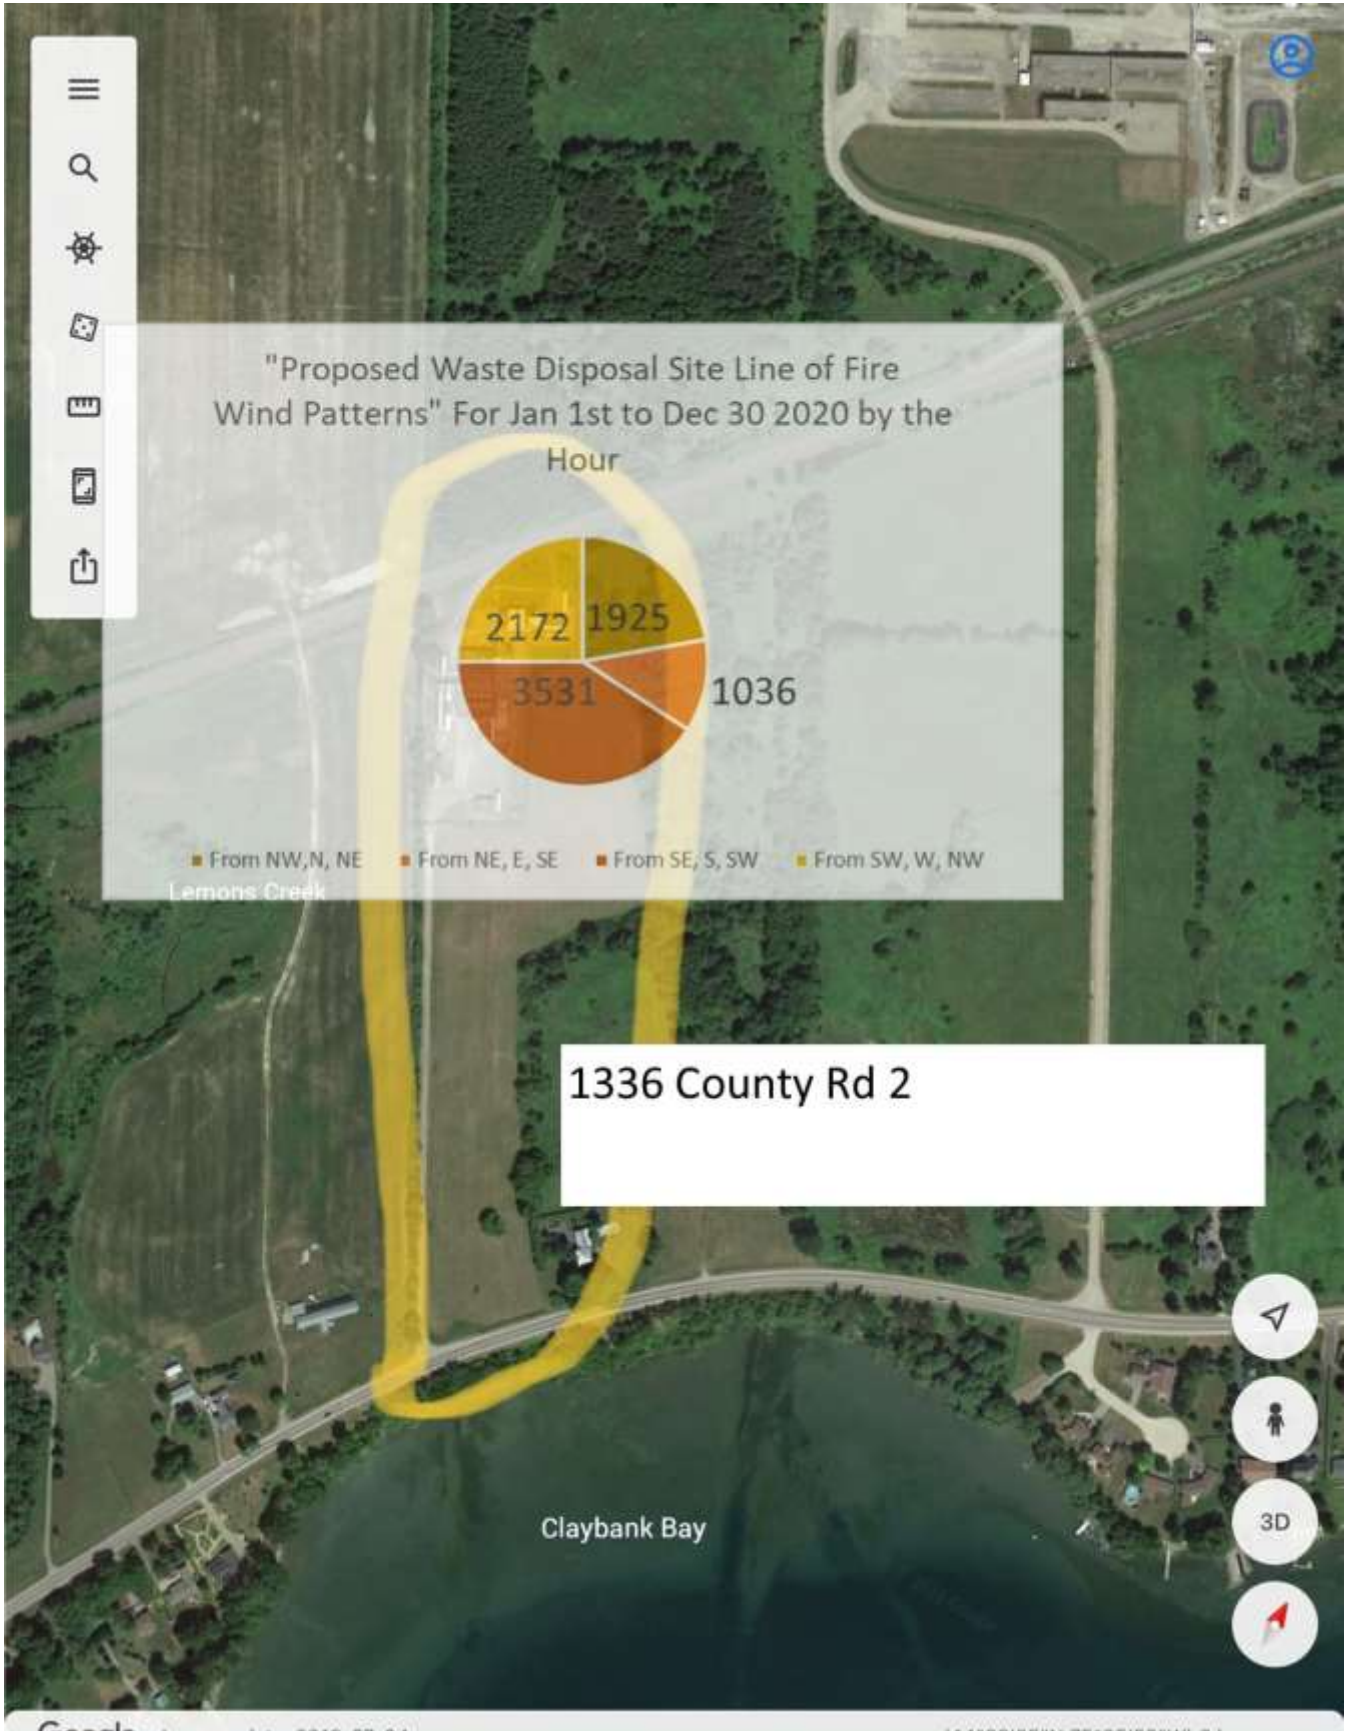 "Proposed Waste Disposal Site Line of Fire
Wind Patterns" For Jan 1st to Dec 30 2020 by the
Hour
2172
1925
3531
1036
From NW,N, NE
From NE, E, SE
From SE, S, SW
From SW, W, NW
Lemons Creek
1336 County Rd 2
Claybank Bay
3D
Google